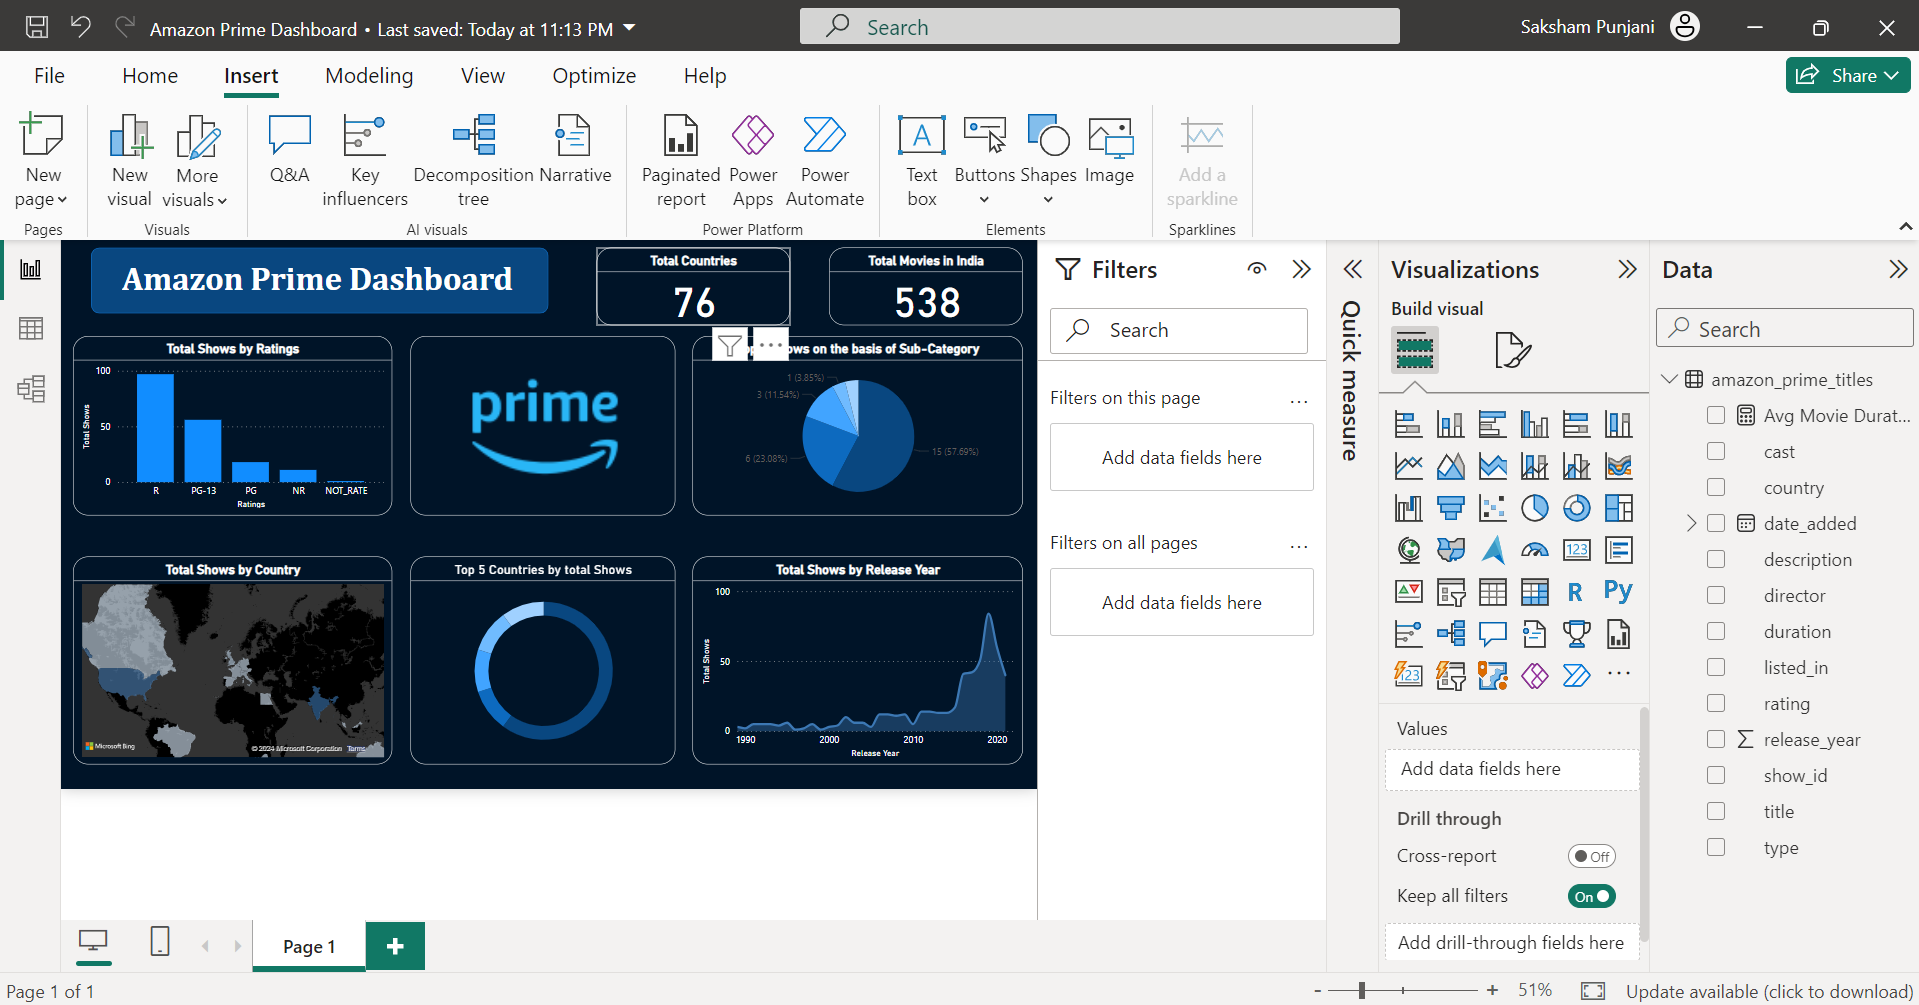 Amazon Prime Dashboard • Last saved: Today at 11:13 PM
Search
Saksham Punjani
File
Home
Insert
Modeling
View
Optimize
Help
Share
New page
New visual
More visuals
Q&A
Key influencers
Decomposition tree
Narrative
Paginated report
Power Apps
Power Automate
Text box
Buttons
Shapes
Image
Add a sparkline
Pages
Visuals
AI visuals
Power Platform
Elements
Sparklines
Amazon Prime Dashboard
Total Countries
76
Total Movies in India
538
Total Shows by Ratings
100
50
0
Total Shows
R
PG-13
PG
NR
NOT_RATE
Ratings
prime
ows on the basis of Sub-Category
1 (3.85%)
3 (11.54%)
6 (23.08%)
15 (57.69%)
Total Shows by Country
Microsoft Bing
© 2024 Microsoft Corporation Terms
Top 5 Countries by total Shows
Total Shows by Release Year
100
50
0
Total Shows
1990
2000
2010
2020
Release Year
Filters
Search
Filters on this page
...
Add data fields here
Filters on all pages
...
Add data fields here
Quick measure
Visualizations
Build visual
123
R
Py
123
...
Values
Add data fields here
Drill through
Cross-report
Off
Keep all filters
On
Add drill-through fields here
Data
Search
amazon_prime_titles
Avg Movie Durat...
cast
country
date_added
description
director
duration
listed_in
rating
Σ release_year
show_id
title
type
Page 1
+
Page 1 of 1
- + 51%
Update available (click to download)